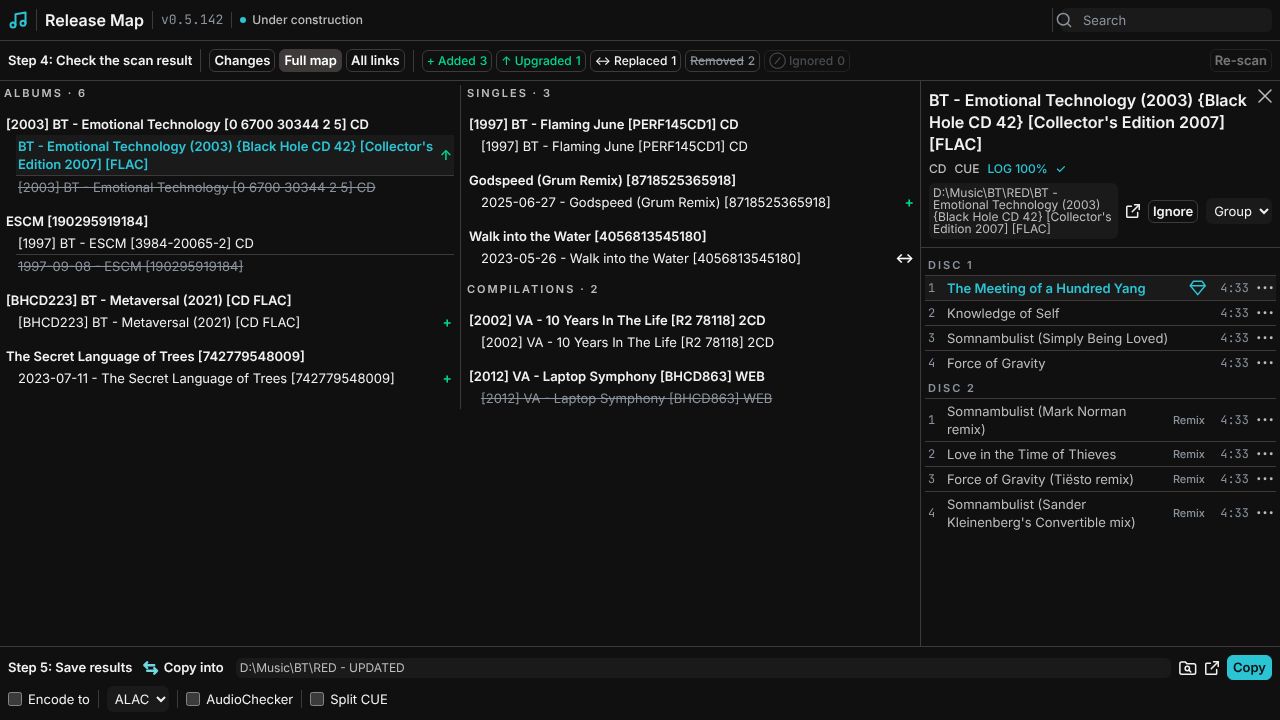 Release Map v0.5.142 Under construction Search
Step 4: Check the scan result Changes Full map All links + Added 3 ↑ Upgraded 1 ↔ Replaced 1 Removed 2 Ignored 0 Re-scan
ALBUMS · 6
[2003] BT - Emotional Technology [0 6700 30344 2 5] CD
BT - Emotional Technology (2003) {Black Hole CD 42} [Collector's
Edition 2007] [FLAC] ↑
[2003] BT - Emotional Technology [0 6700 30344 2 5] CD
ESCM [190295919184]
[1997] BT - ESCM [3984-20065-2] CD
1997-09-08 - ESCM [190295919184]
[BHCD223] BT - Metaversal (2021) [CD FLAC]
[BHCD223] BT - Metaversal (2021) [CD FLAC] +
The Secret Language of Trees [742779548009]
2023-07-11 - The Secret Language of Trees [742779548009] +
SINGLES · 3
[1997] BT - Flaming June [PERF145CD1] CD
[1997] BT - Flaming June [PERF145CD1] CD
Godspeed (Grum Remix) [8718525365918]
2025-06-27 - Godspeed (Grum Remix) [8718525365918] +
Walk into the Water [4056813545180]
2023-05-26 - Walk into the Water [4056813545180] ↔
COMPILATIONS · 2
[2002] VA - 10 Years In The Life [R2 78118] 2CD
[2002] VA - 10 Years In The Life [R2 78118] 2CD
[2012] VA - Laptop Symphony [BHCD863] WEB
[2012] VA - Laptop Symphony [BHCD863] WEB
BT - Emotional Technology (2003) {Black
Hole CD 42} [Collector's Edition 2007]
[FLAC]
CD CUE LOG 100% ✓
D:\Music\BT\RED\BT -
Emotional Technology (2003)
{Black Hole CD 42} [Collector's
Edition 2007] [FLAC]
Ignore Group
DISC 1
1 The Meeting of a Hundred Yang 4:33 ···
2 Knowledge of Self 4:33 ···
3 Somnambulist (Simply Being Loved) 4:33 ···
4 Force of Gravity 4:33 ···
DISC 2
1 Somnambulist (Mark Norman
remix) Remix 4:33 ···
2 Love in the Time of Thieves Remix 4:33 ···
3 Force of Gravity (Tiësto remix) Remix 4:33 ···
4 Somnambulist (Sander
Kleinenberg's Convertible mix) Remix 4:33 ···
Step 5: Save results Copy into D:\Music\BT\RED - UPDATED Copy
Encode to ALAC AudioChecker Split CUE